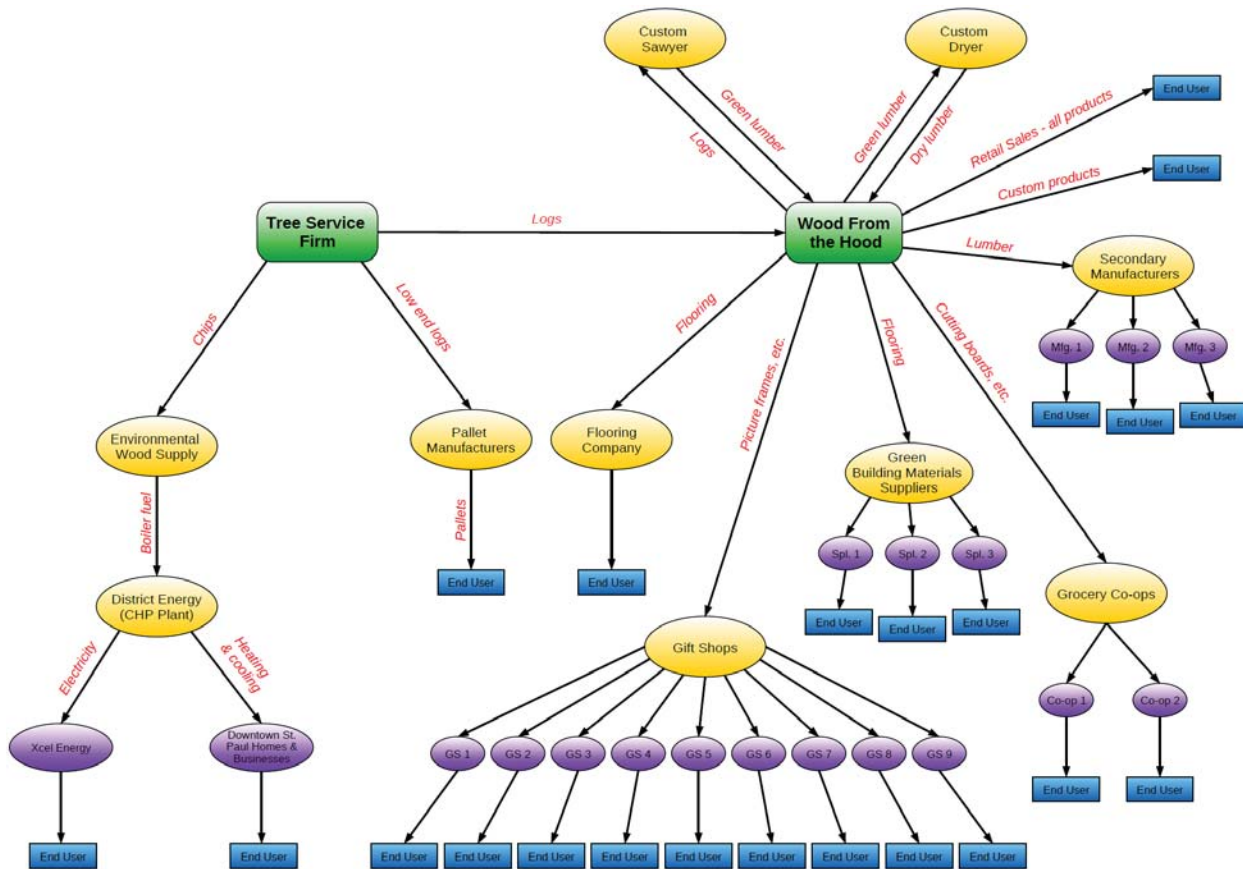 Custom
Sawyer
Custom
Dryer
End User
Green lumber
Logs
Green lumber
Dry lumber
Retail Sales - all products
Custom products
End User
Tree Service
Firm
Logs
Wood From
the Hood
Lumber
Secondary
Manufacturers
Chips
Low end logs
Flooring
Picture frames, etc.
Flooring
Cutting boards, etc.
Mfg. 1
Mfg. 2
Mfg. 3
End User
End User
End User
Environmental
Wood Supply
Pallet
Manufacturers
Flooring
Company
Green
Building Materials
Suppliers
Boiler fuel
Pallets
Spl. 1
Spl. 2
Spl. 3
End User
End User
District Energy
(CHP Plant)
Grocery Co-ops
End User
End User
End User
Gift Shops
Electricity
Heating
& cooling
Co-op 1
Co-op 2
Xcel Energy
Downtown St.
Paul Homes &
Businesses
GS 1
GS 2
GS 3
GS 4
GS 5
GS 6
GS 7
GS 8
GS 9
End User
End User
End User
End User
End User
End User
End User
End User
End User
End User
End User
End User
End User